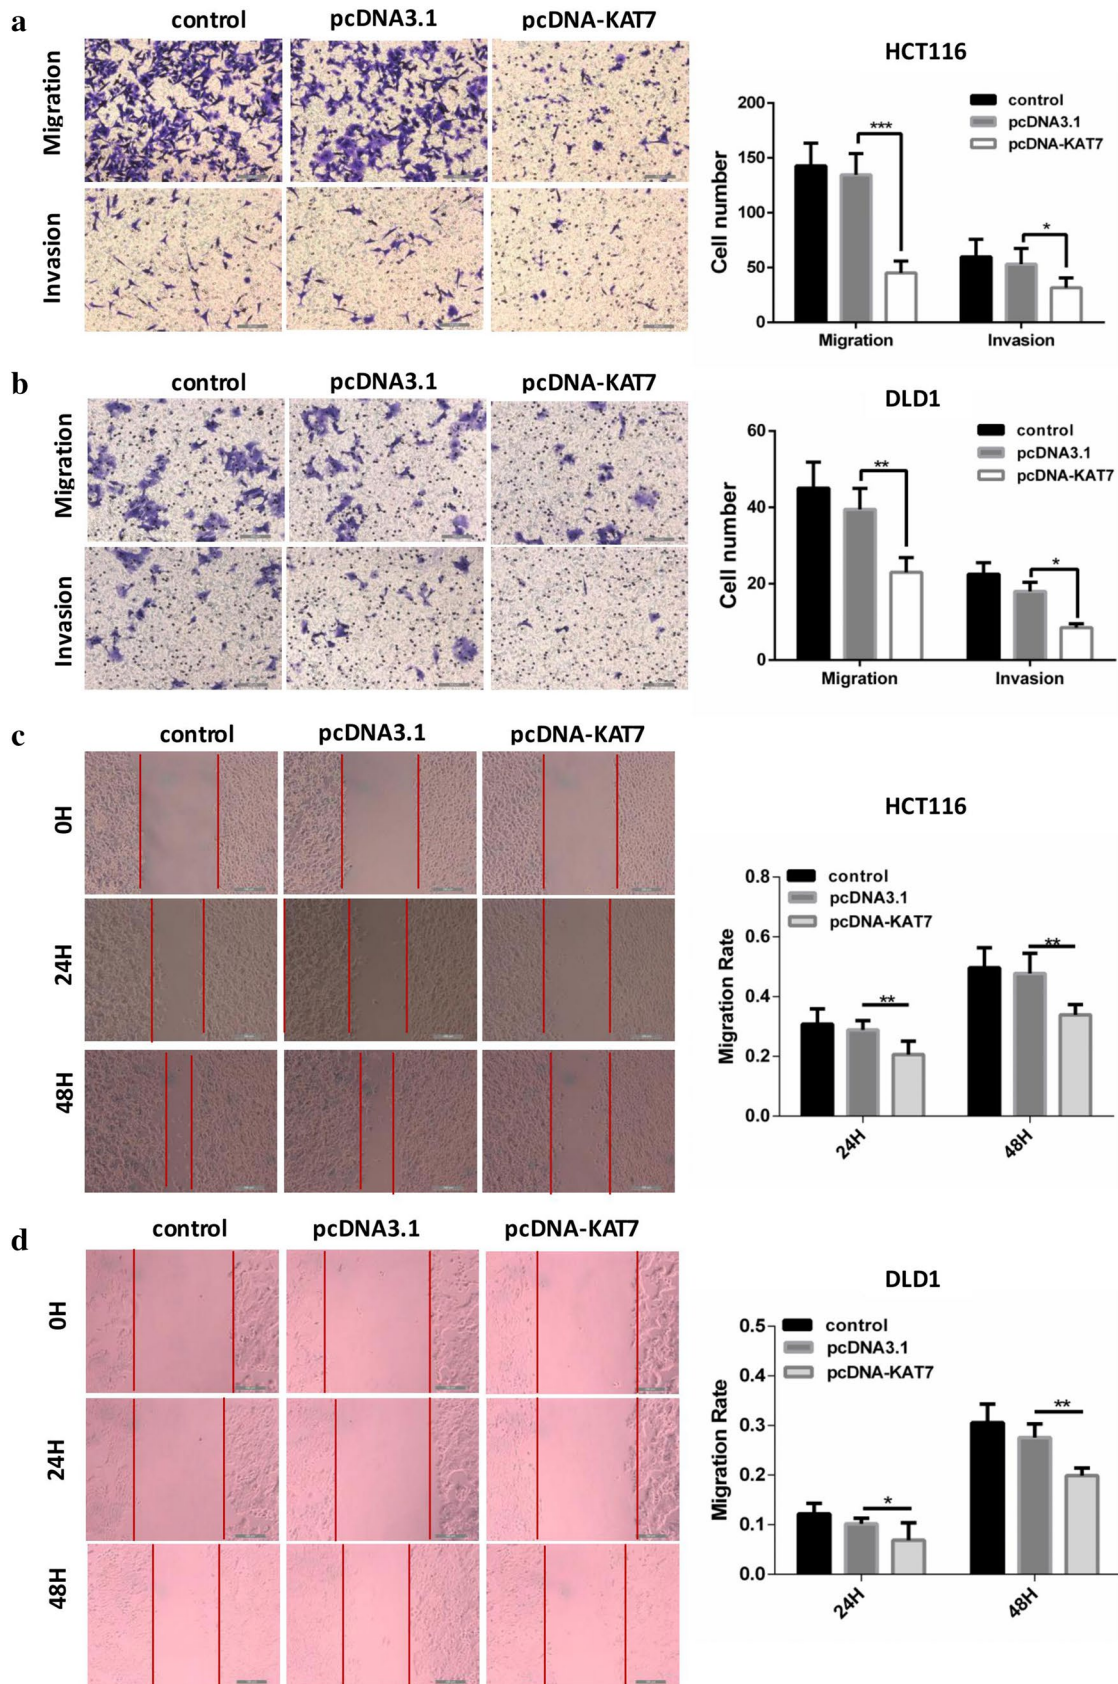 a
control pcDNA3.1 pcDNA-KAT7
Migration
Invasion
HCT116
control
pcDNA3.1
pcDNA-KAT7
Cell number
200
150
100
50
0
***
*
Migration Invasion
b
control pcDNA3.1 pcDNA-KAT7
Migration
Invasion
DLD1
control
pcDNA3.1
pcDNA-KAT7
Cell number
60
40
20
0
**
*
Migration Invasion
c
control pcDNA3.1 pcDNA-KAT7
0H
24H
48H
HCT116
control
pcDNA3.1
pcDNA-KAT7
Migration Rate
0.8
0.6
0.4
0.2
0.0
**
**
24H 48H
d
control pcDNA3.1 pcDNA-KAT7
0H
24H
48H
DLD1
control
pcDNA3.1
pcDNA-KAT7
Migration Rate
0.5
0.4
0.3
0.2
0.1
0.0
*
**
24H 48H